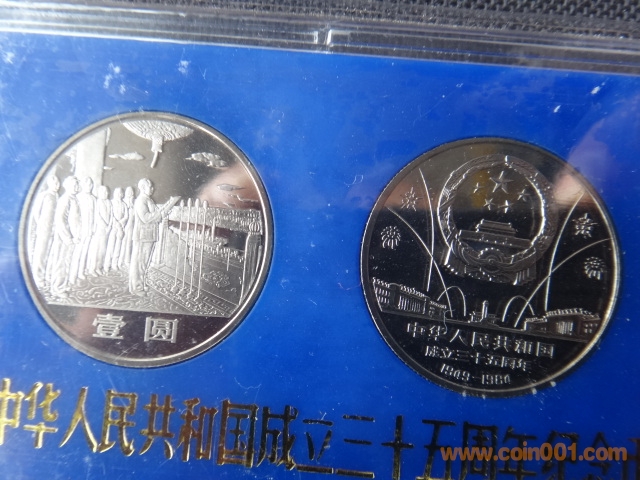 壹圆
中华人民共和国
成立三十五周年
1949-1984
中华人民共和国成立三十五周年纪念
www.coin001.com